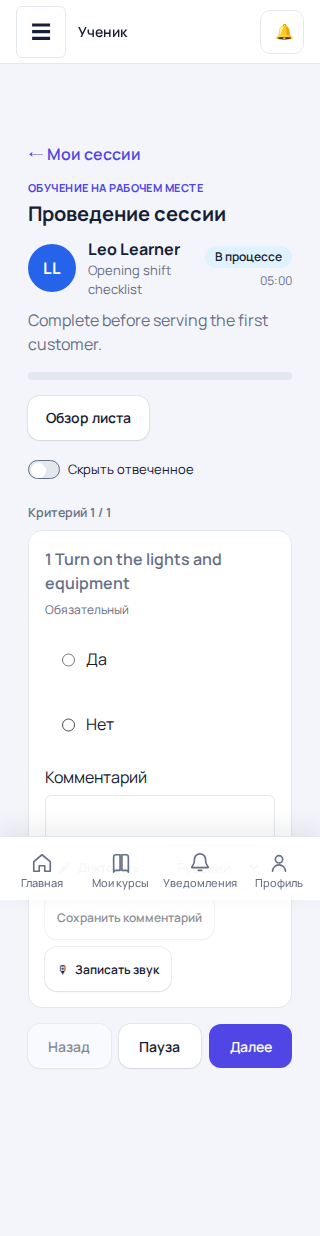 Ученик
← Мои сессии
ОБУЧЕНИЕ НА РАБОЧЕМ МЕСТЕ
Проведение сессии
LL
Leo Learner
Opening shift
checklist
В процессе
05:00
Complete before serving the first
customer.
Обзор листа
Скрыть отвеченное
Критерий 1 / 1
1 Turn on the lights and
equipment
Обязательный
Да
Нет
Комментарий
Главная
Мои курсы
Уведомления
Профиль
Сохранить комментарий
Записать звук
Назад
Пауза
Далее